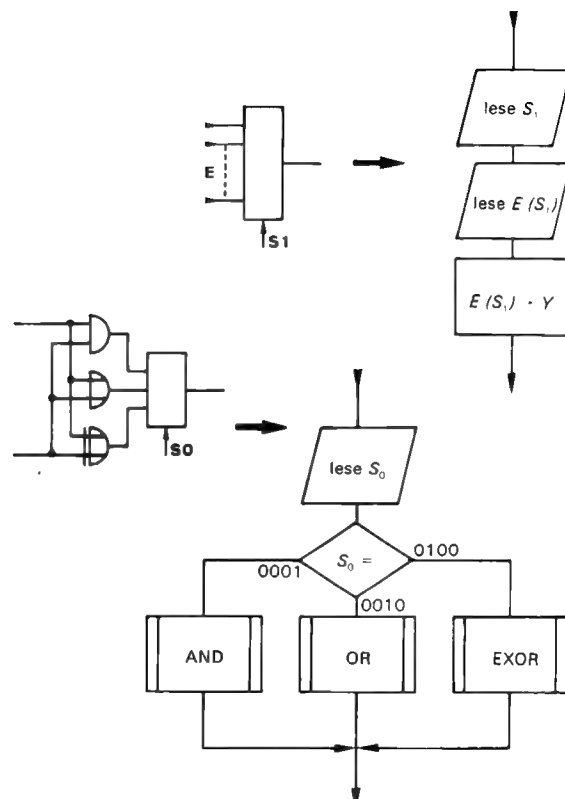 lese S₁
E
lese E (S₁)
S1
E (S₁) · Y
S0
lese S₀
S₀ =
0001
0100
0010
AND
OR
EXOR